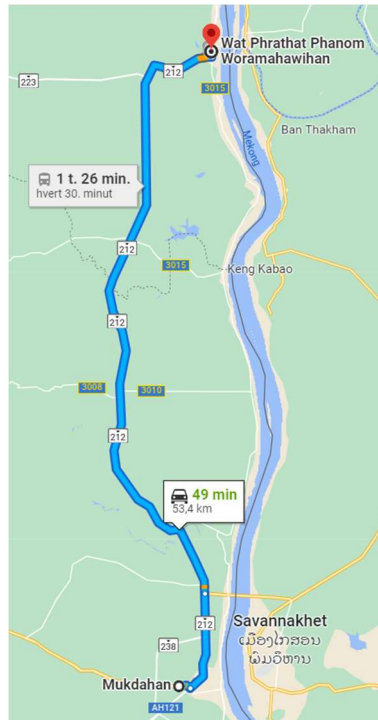 Wat Phrathat Phanom
Woramahawihan
212
223
3015
Mekong
Ban Thakham
1 t. 26 min.
hvert 30. minut
212
3015
Keng Kabao
212
3008
3010
212
49 min
53,4 km
Savannakhet
ເມືອງໄກສອນ
ພົມວິຫານ
212
238
Mukdahan
AH121